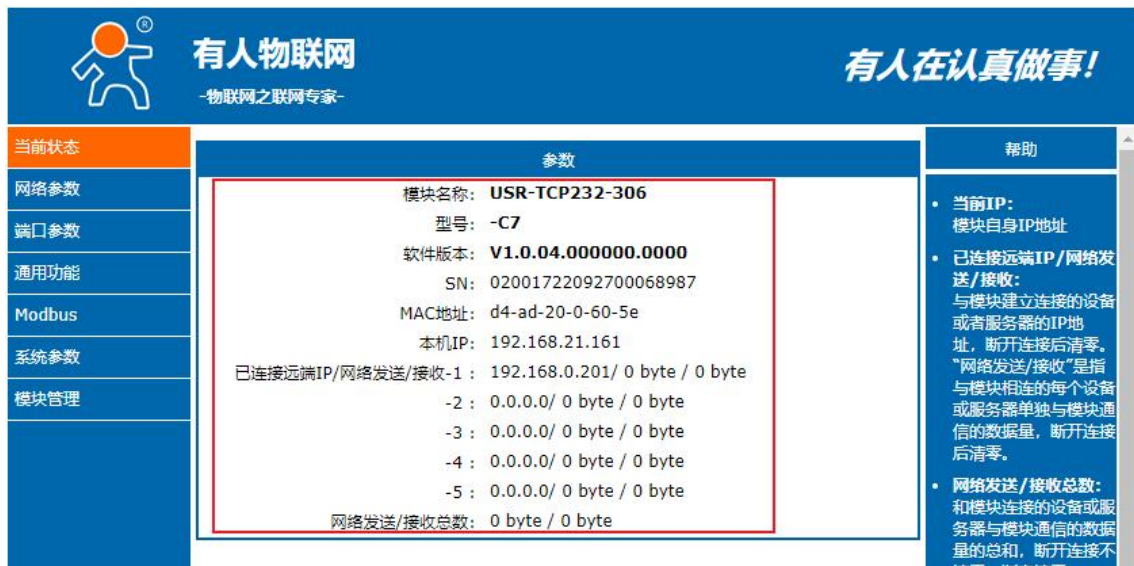 ®
有人物联网
-物联网之联网专家-
有人在认真做事！
当前状态
网络参数
端口参数
通用功能
Modbus
系统参数
模块管理
参数
模块名称： USR-TCP232-306
型号： -C7
软件版本： V1.0.04.000000.0000
SN: 02001722092700068987
MAC地址: d4-ad-20-0-60-5e
本机IP: 192.168.21.161
已连接远端IP/网络发送/接收-1 : 192.168.0.201/ 0 byte / 0 byte
-2 : 0.0.0.0/ 0 byte / 0 byte
-3 : 0.0.0.0/ 0 byte / 0 byte
-4 : 0.0.0.0/ 0 byte / 0 byte
-5 : 0.0.0.0/ 0 byte / 0 byte
网络发送/接收总数: 0 byte / 0 byte
帮助
• 当前IP:
模块自身IP地址
• 已连接远端IP/网络发
送/接收:
与模块建立连接的设备
或者服务器的IP地
址，断开连接后清零。
“网络发送/接收”是指
与模块相连的每个设备
或服务器单独与模块通
信的数据量，断开连接
后清零。
• 网络发送/接收总数:
和模块连接的设备或服
务器与模块通信的数据
量的总和，断开连接不